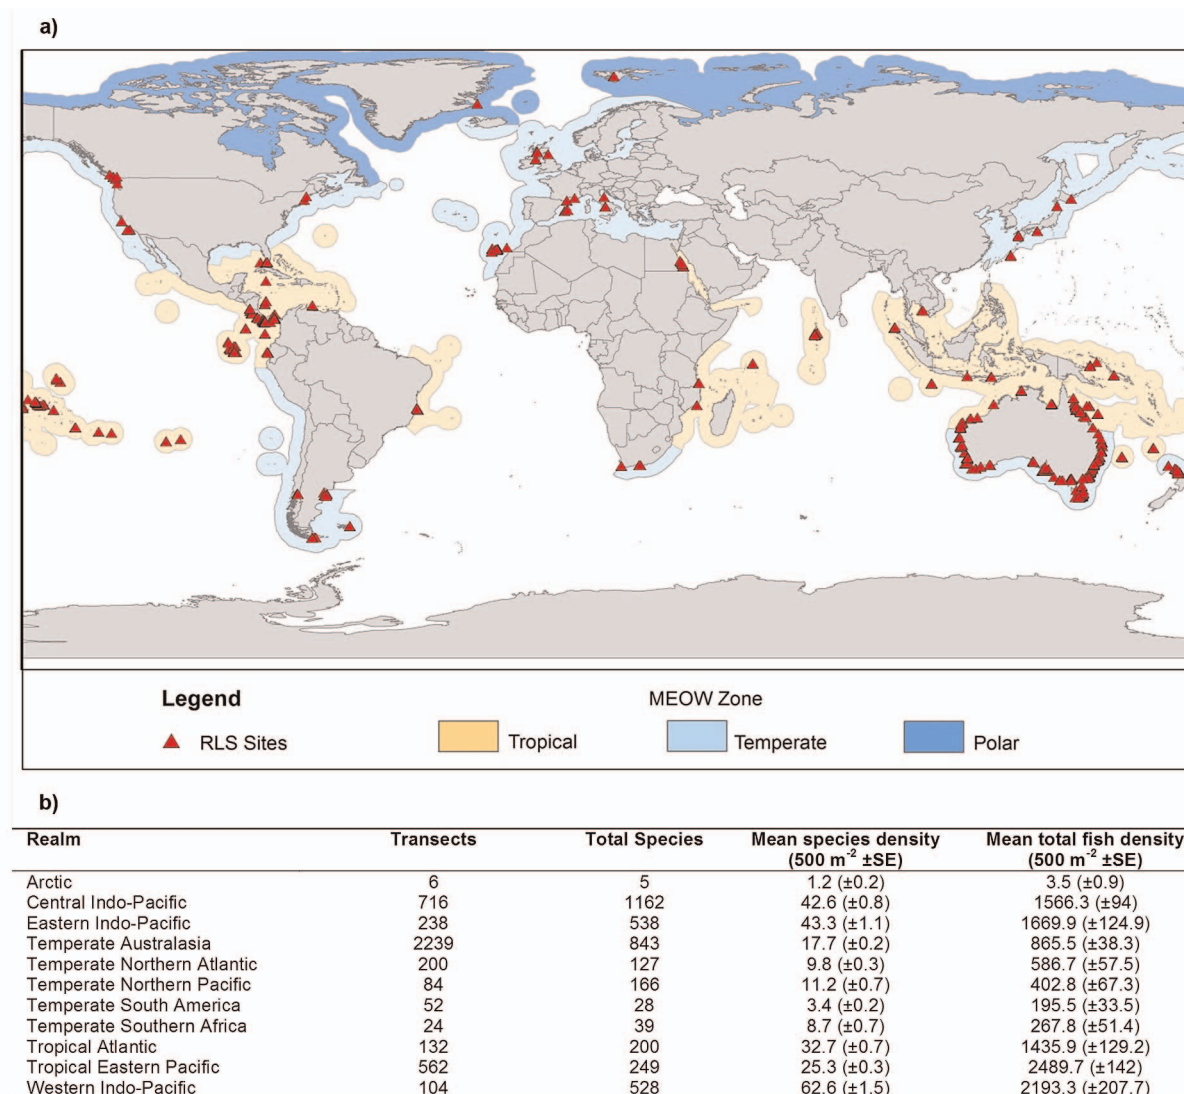 a)
Legend
MEOW Zone
RLS Sites
Tropical
Temperate
Polar
b)
Realm Transects Total Species Mean species density Mean total fish density
(500 m⁻² ±SE) (500 m⁻² ±SE)
Arctic 6 5 1.2 (±0.2) 3.5 (±0.9)
Central Indo-Pacific 716 1162 42.6 (±0.8) 1566.3 (±94)
Eastern Indo-Pacific 238 538 43.3 (±1.1) 1669.9 (±124.9)
Temperate Australasia 2239 843 17.7 (±0.2) 865.5 (±38.3)
Temperate Northern Atlantic 200 127 9.8 (±0.3) 586.7 (±57.5)
Temperate Northern Pacific 84 166 11.2 (±0.7) 402.8 (±67.3)
Temperate South America 52 28 3.4 (±0.2) 195.5 (±33.5)
Temperate Southern Africa 24 39 8.7 (±0.7) 267.8 (±51.4)
Tropical Atlantic 132 200 32.7 (±0.7) 1435.9 (±129.2)
Tropical Eastern Pacific 562 249 25.3 (±0.3) 2489.7 (±142)
Western Indo-Pacific 104 528 62.6 (±1.5) 2193.3 (±207.7)